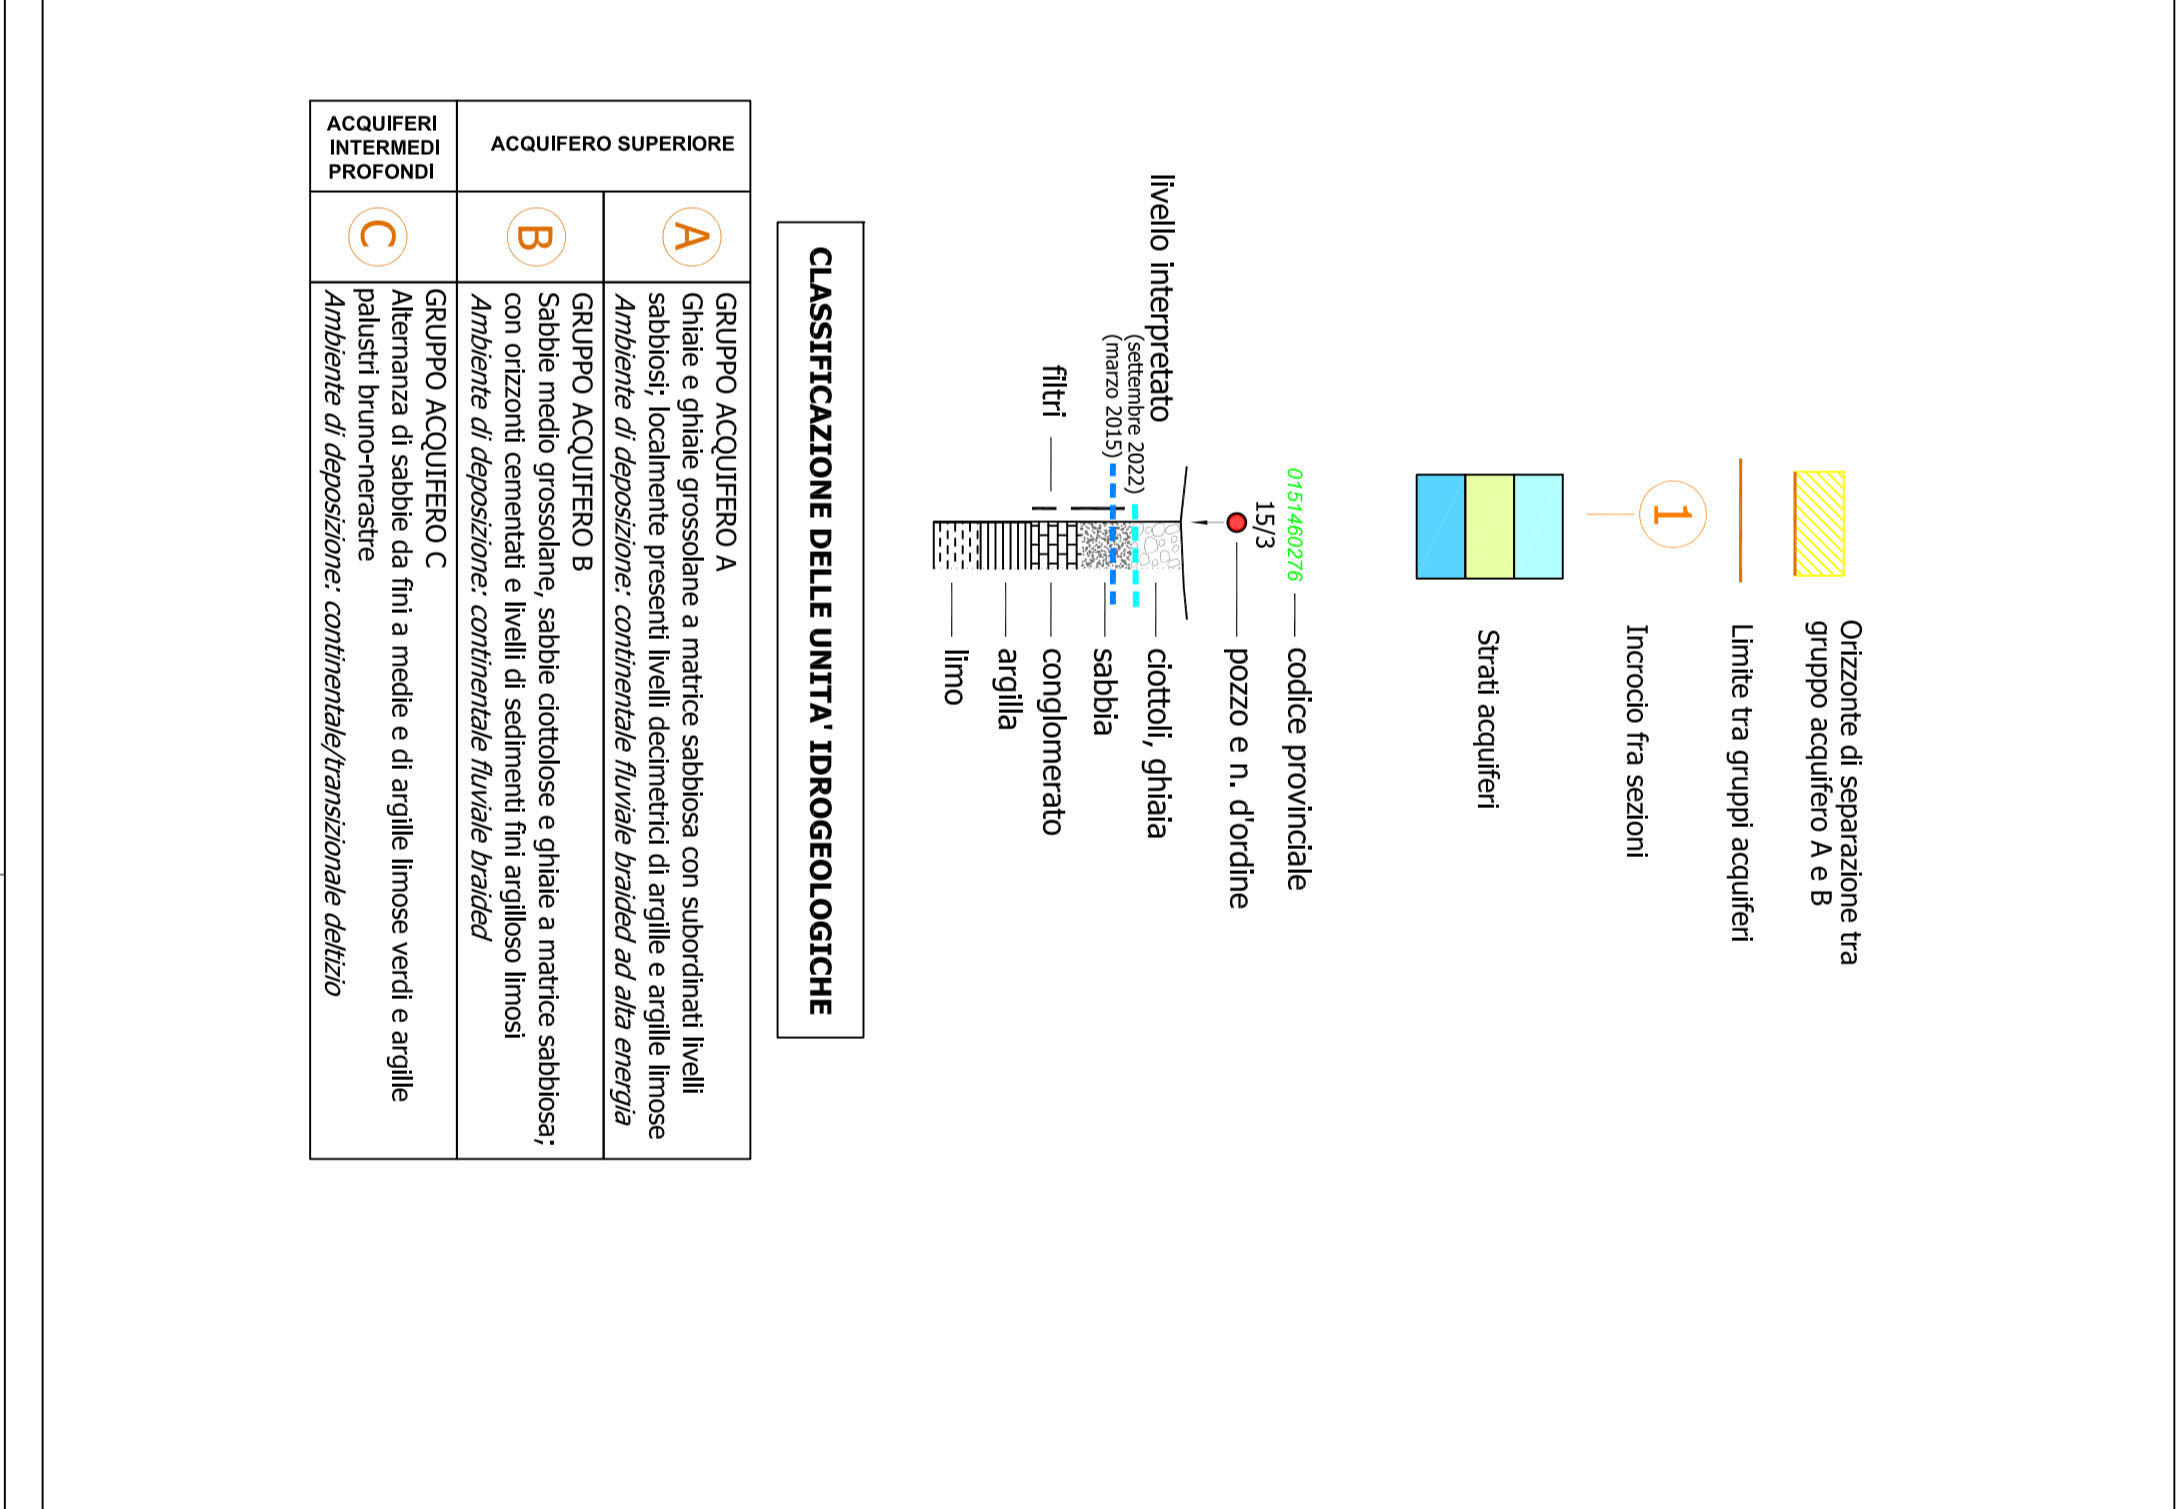 Orizzonte di separazione tra
gruppo acquifero A e B
Limite tra gruppi acquiferi
1
Incrocio fra sezioni
Strati acquiferi
0151460276
codice provinciale
15/3
pozzo e n. d'ordine
livello interpretato
(settembre 2022)
(marzo 2015)
filtri
ciottoli, ghiaia
sabbia
conglomerato
argilla
limo
CLASSIFICAZIONE DELLE UNITA' IDROGEOLOGICHE
ACQUIFERO SUPERIORE
A
GRUPPO ACQUIFERO A
Ghiaie e ghiaie grossolane a matrice sabbiosa con subordinati livelli
sabbiosi; localmente presenti livelli decimetrici di argille e argille limose
Ambiente di deposizione: continentale fluviale braided ad alta energia
B
GRUPPO ACQUIFERO B
Sabbie medio grossolane, sabbie ciottolose e ghiaie a matrice sabbiosa;
con orizzonti cementati e livelli di sedimenti fini argilloso limosi
Ambiente di deposizione: continentale fluviale braided
ACQUIFERI
INTERMEDI
PROFONDI
C
GRUPPO ACQUIFERO C
Alternanza di sabbie da fini a medie e di argille limose verdi e argille
palustri bruno-nerastre
Ambiente di deposizione: continentale/transizionale deltizio